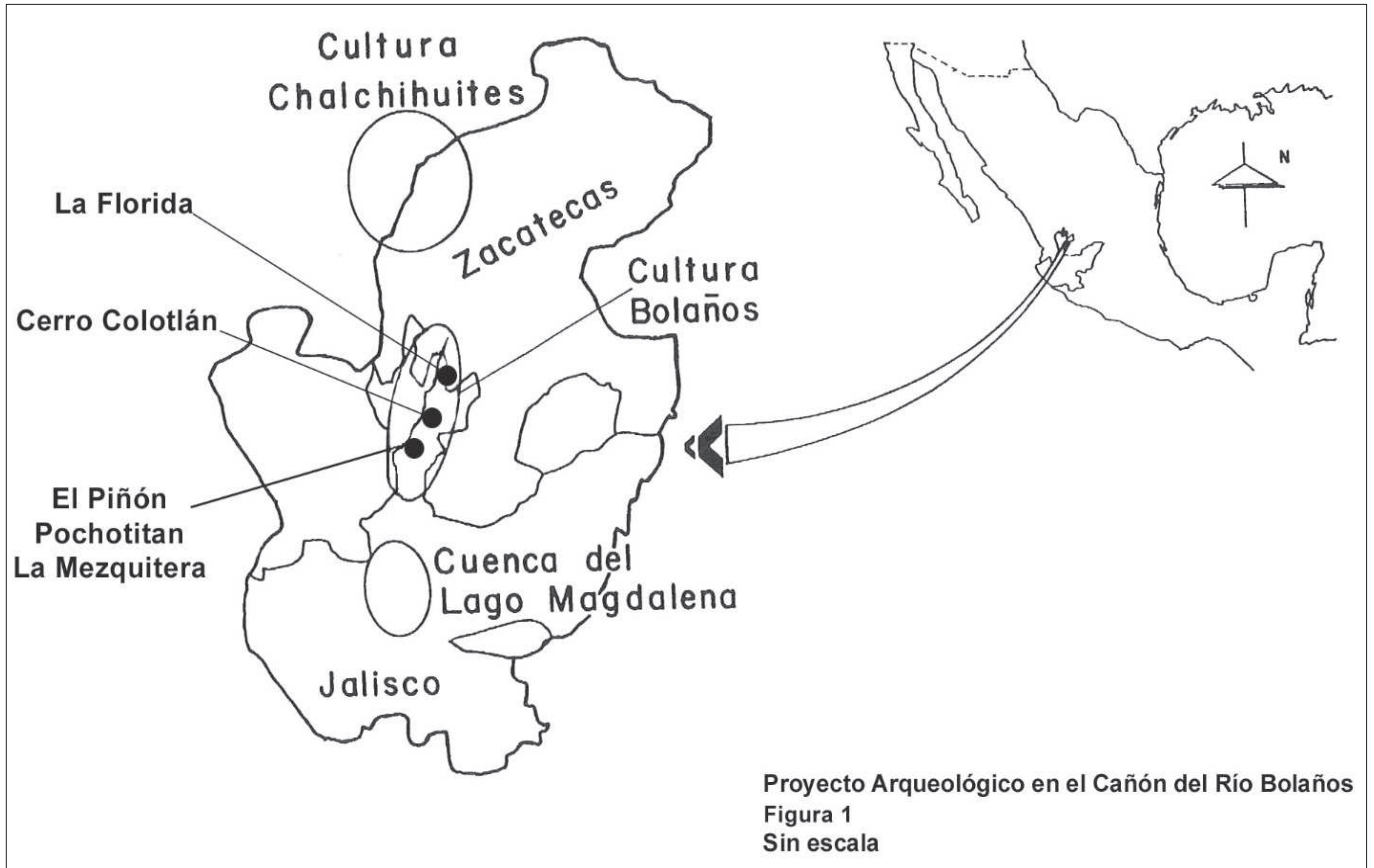 Cultura
Chalchihuites
La Florida
Zacatecas
Cultura
Bolaños
Cerro Colotlán
El Piñón
Pochotitan
La Mezquitera
Cuenca del
Lago Magdalena
Jalisco
N
Proyecto Arqueológico en el Cañón del Río Bolaños
Figura 1
Sin escala